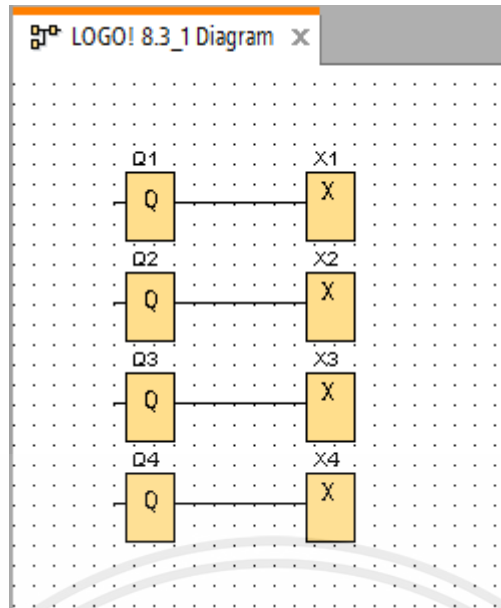 LOGO! 8.3_1 Diagram
Q1 X1
Q X
Q2 X2
Q X
Q3 X3
Q X
Q4 X4
Q X